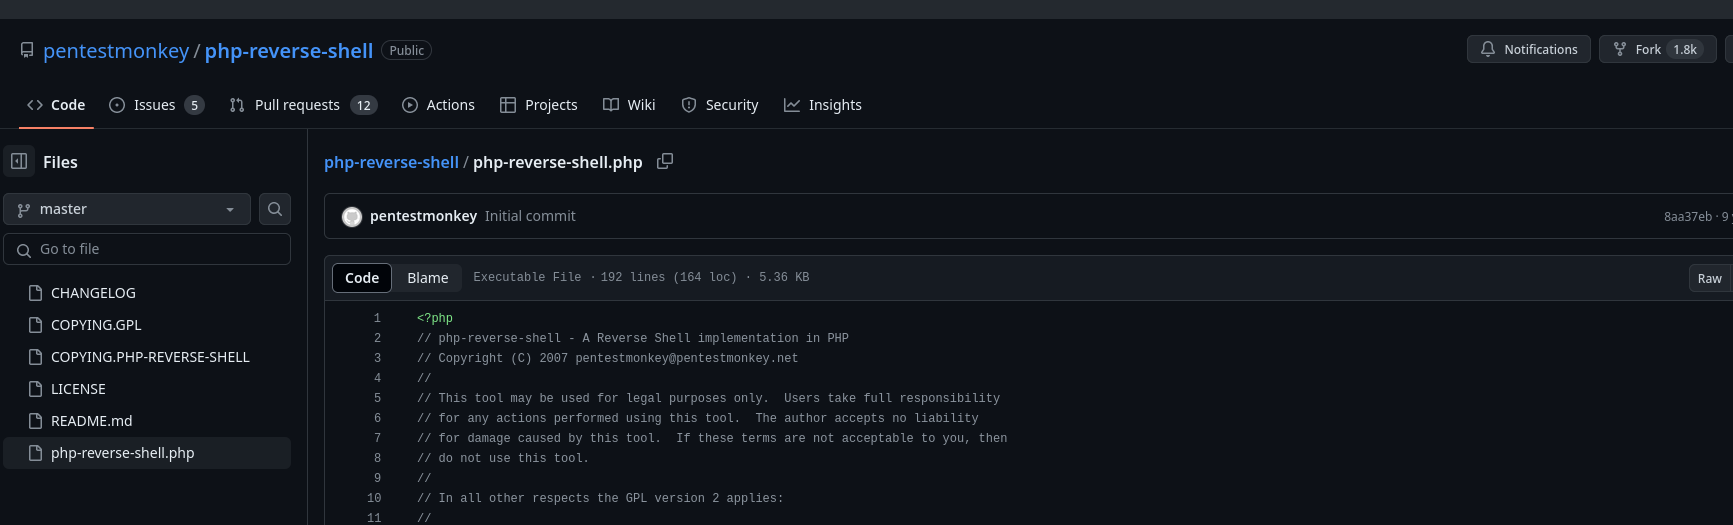 pentestmonkey / php-reverse-shell Public
Notifications Fork 1.8k
Code Issues 5 Pull requests 12 Actions Projects Wiki Security Insights
Files
master
Go to file
CHANGELOG
COPYING.GPL
COPYING.PHP-REVERSE-SHELL
LICENSE
README.md
php-reverse-shell.php
php-reverse-shell / php-reverse-shell.php
pentestmonkey Initial commit 8aa37eb · 9
Code Blame Executable File · 192 lines (164 loc) · 5.36 KB Raw
1 <?php
2 // php-reverse-shell - A Reverse Shell implementation in PHP
3 // Copyright (C) 2007 pentestmonkey@pentestmonkey.net
4 //
5 // This tool may be used for legal purposes only.  Users take full responsibility
6 // for any actions performed using this tool.  The author accepts no liability
7 // for damage caused by this tool.  If these terms are not acceptable to you, then
8 // do not use this tool.
9 //
10 // In all other respects the GPL version 2 applies:
11 //